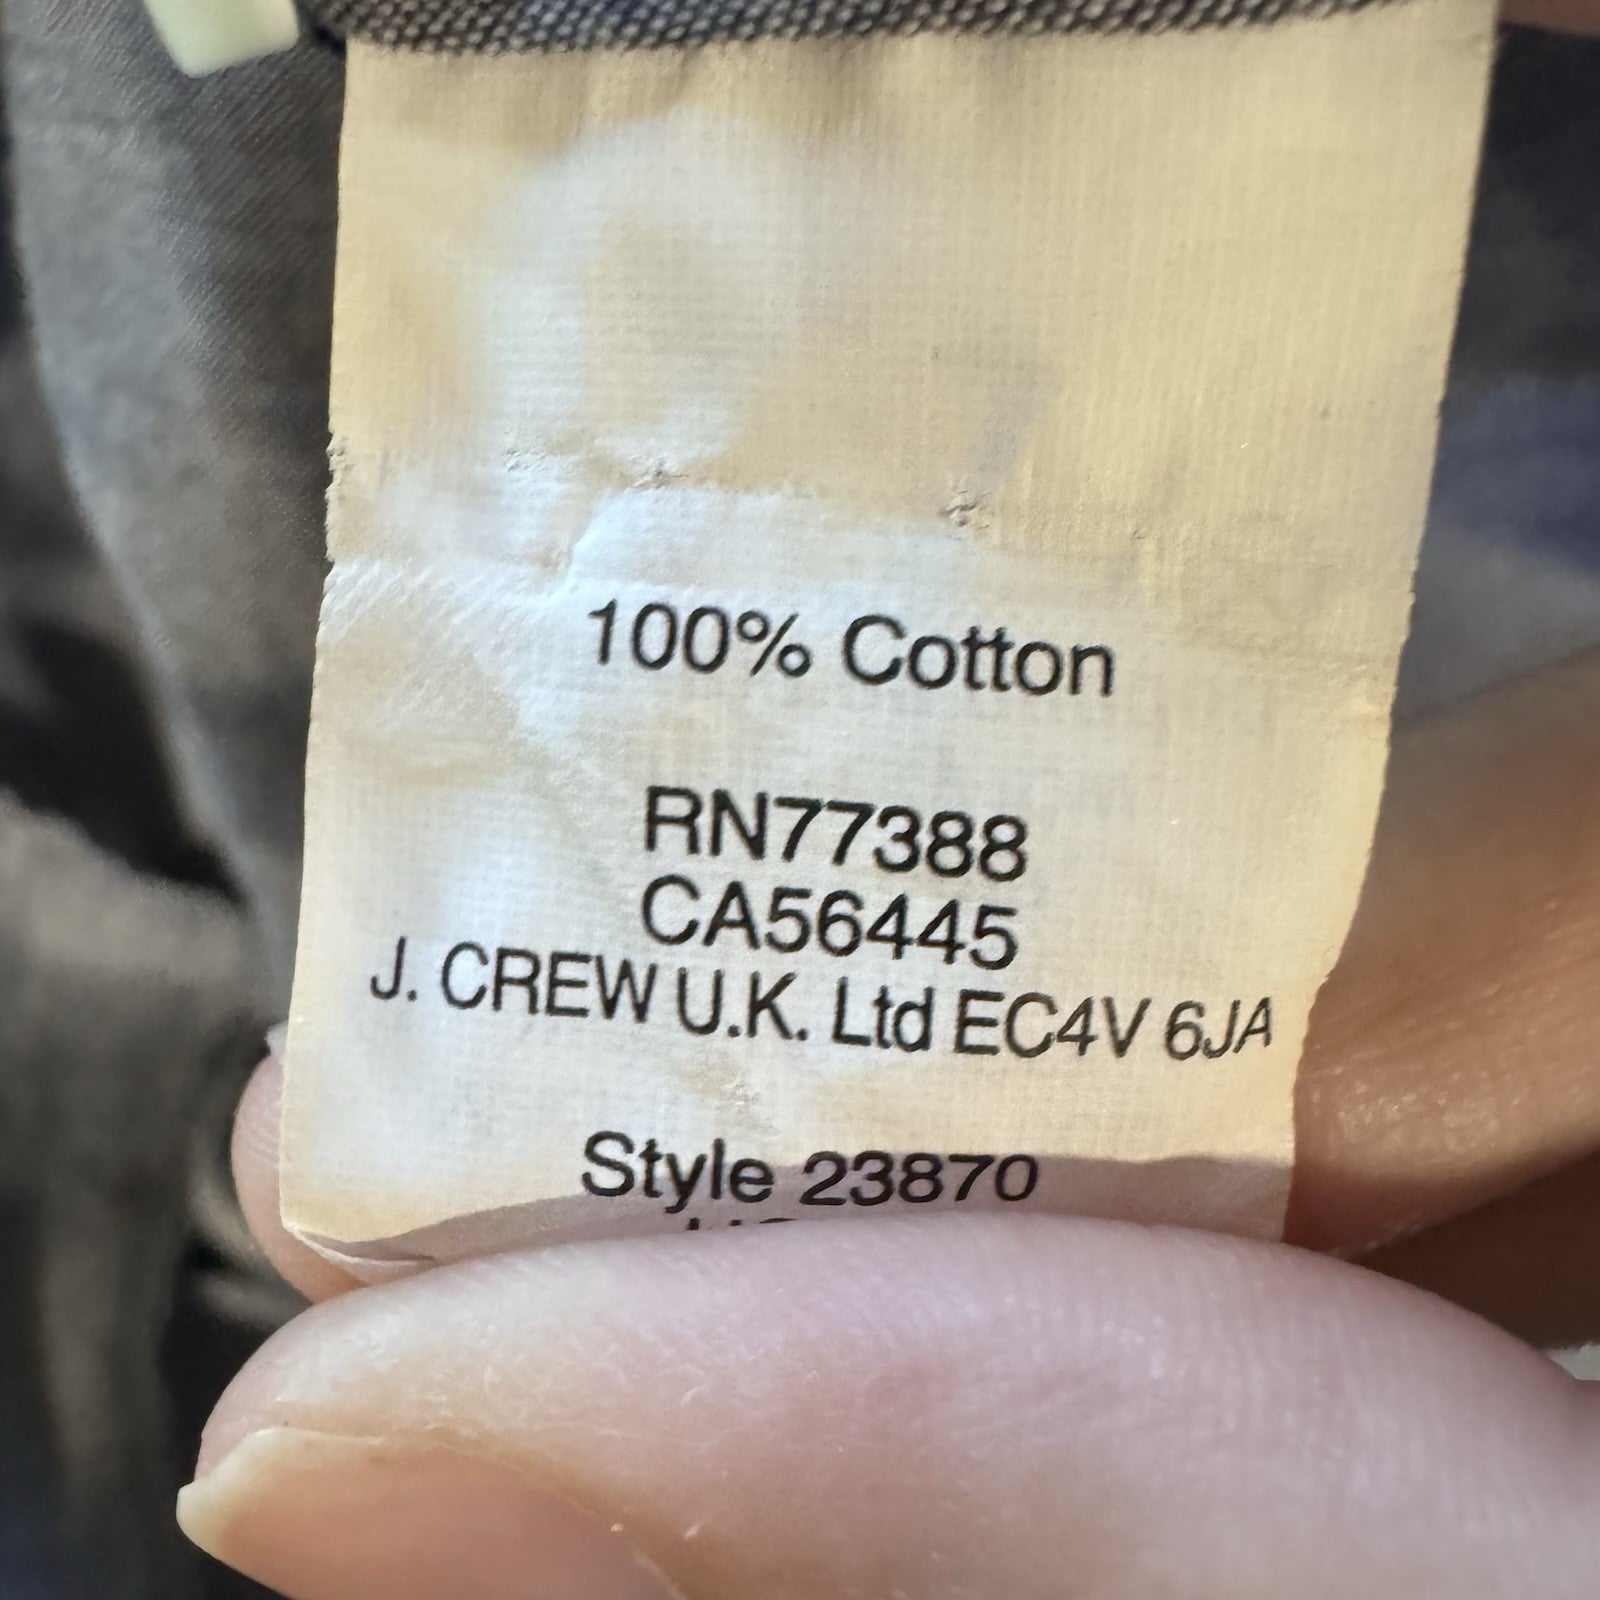 100% Cotton
RN77388
CA56445
J. CREW U.K. Ltd EC4V 6JA
Style 23870